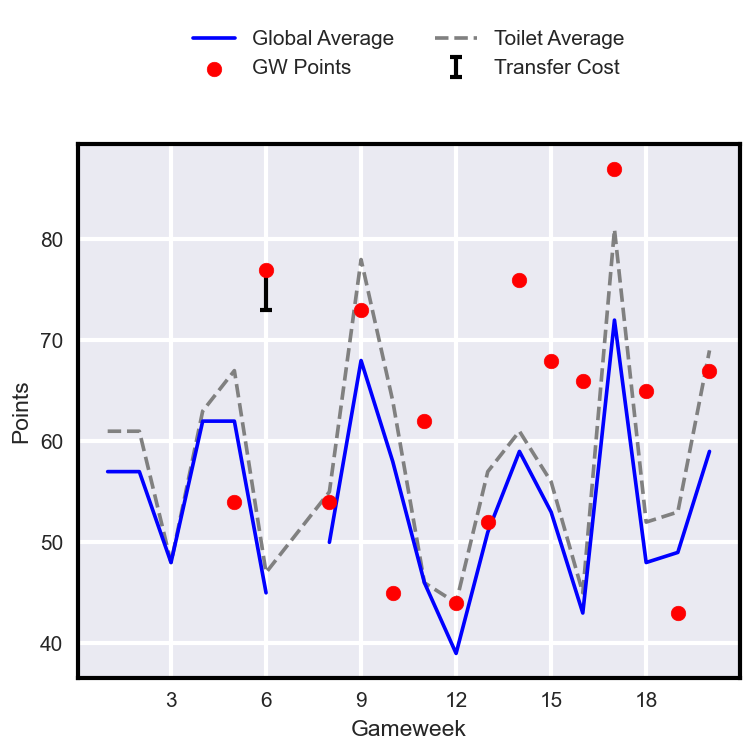 Global Average
Toilet Average
GW Points
Transfer Cost
80
70
60
50
40
Points
3 6 9 12 15 18
Gameweek